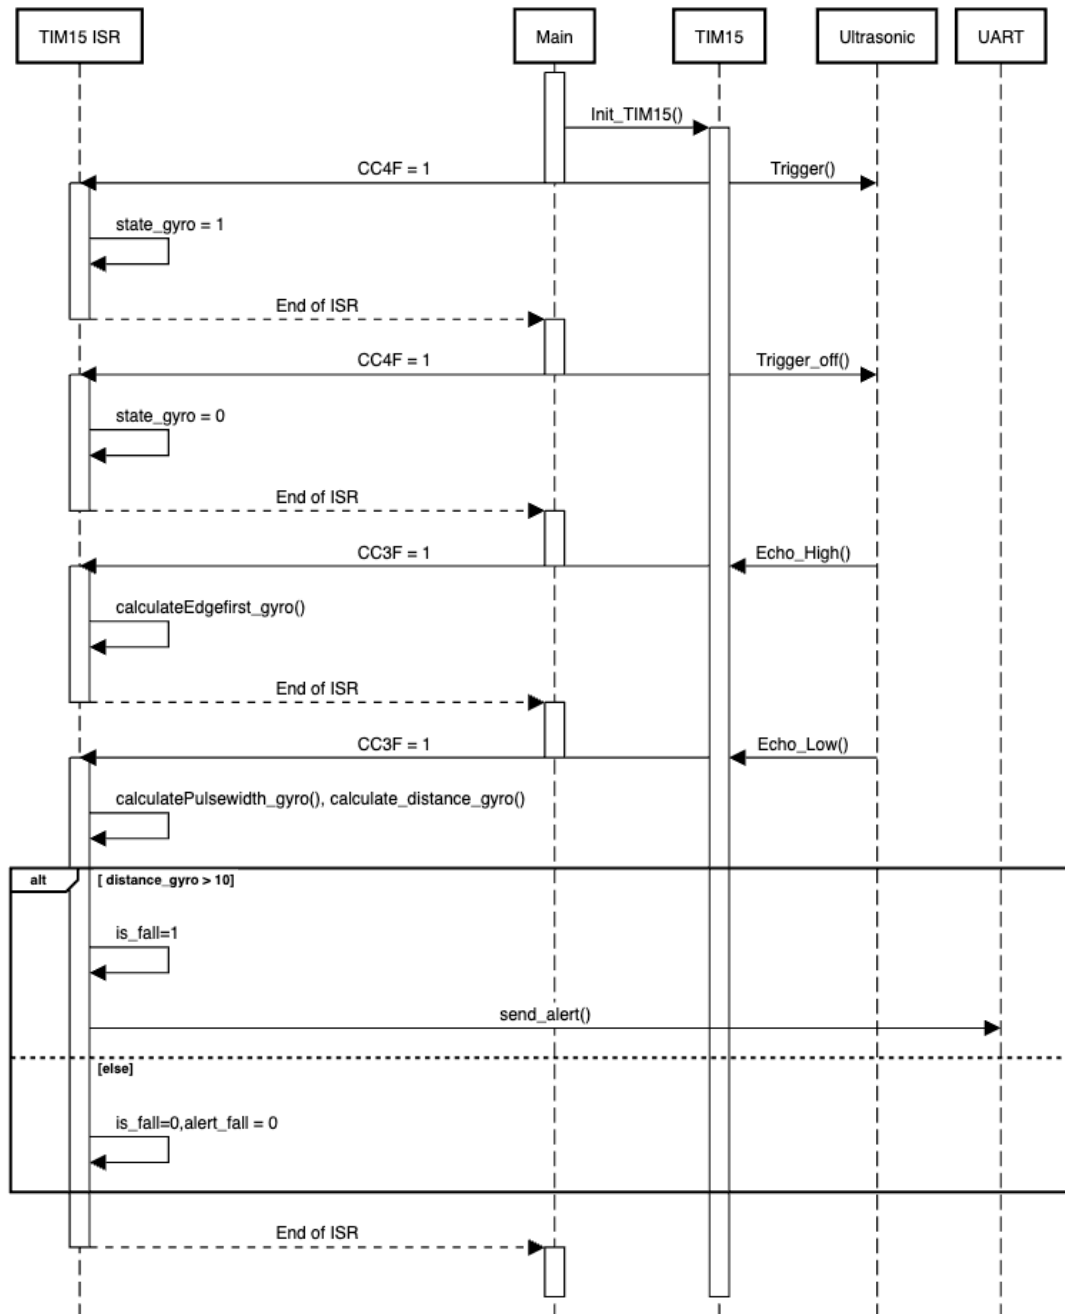 TIM15 ISR
Main
TIM15
Ultrasonic
UART
Init_TIM15()
CC4F = 1
Trigger()
state_gyro = 1
End of ISR
CC4F = 1
Trigger_off()
state_gyro = 0
End of ISR
CC3F = 1
Echo_High()
calculateEdgefirst_gyro()
End of ISR
CC3F = 1
Echo_Low()
calculatePulsewidth_gyro(), calculate_distance_gyro()
alt
[ distance_gyro > 10]
is_fall=1
send_alert()
[else]
is_fall=0,alert_fall = 0
End of ISR